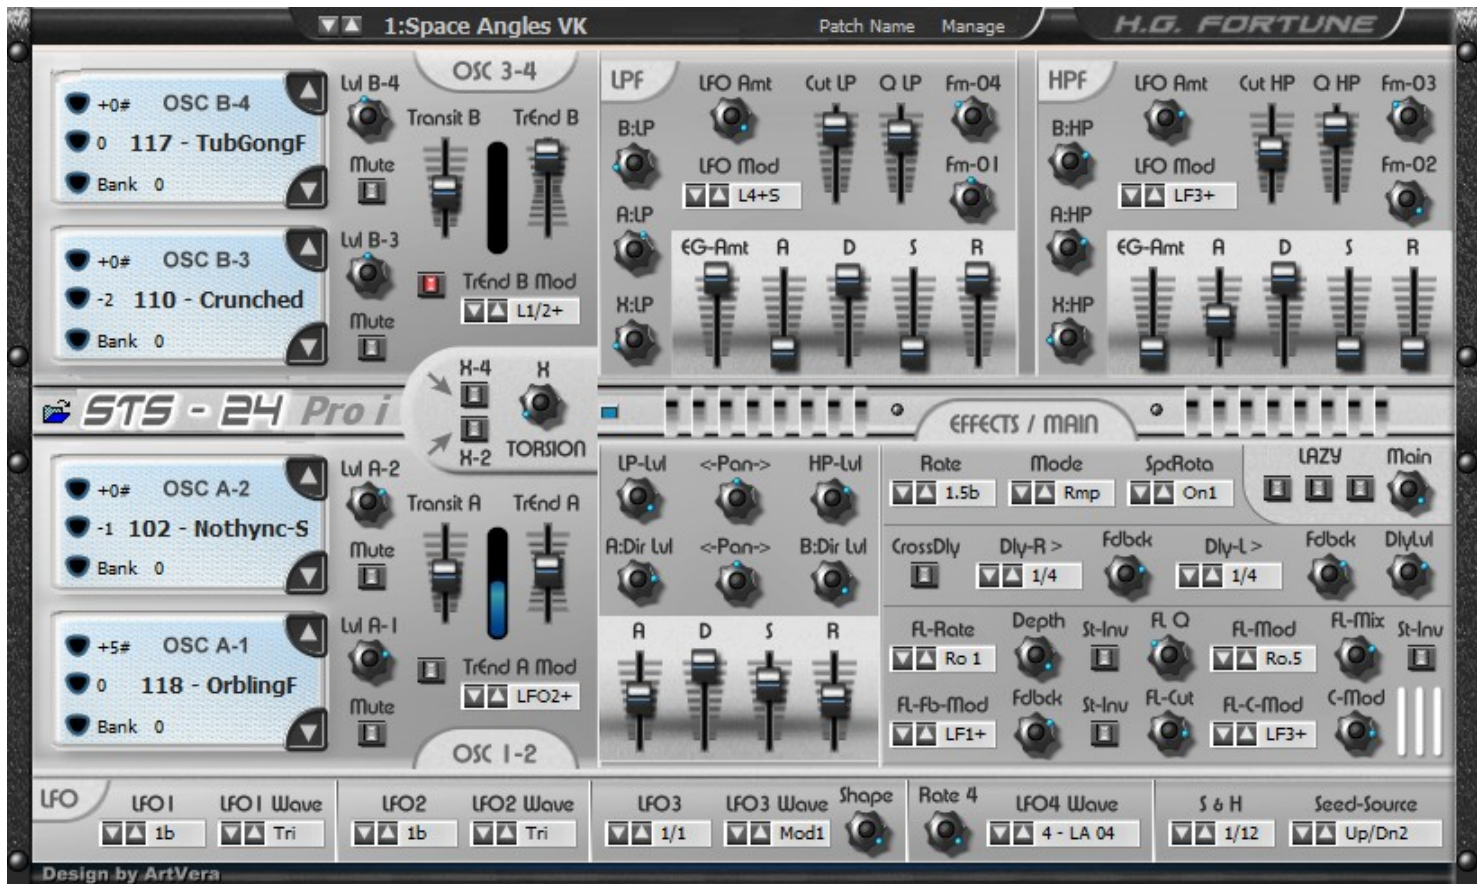 1:Space Angles VK Patch Name Manage H.G. FORTUNE
OSC 3-4
+0# OSC B-4
0 117 - TubGongF
Bank 0
Lvl B-4
Mute
Transit B TrEnd B
+0# OSC B-3
-2 110 - Crunched
Bank 0
Lvl B-3
Mute
TrEnd B Mod
L1/2+
LPF
LFO Amt Cut LP Q LP Fm-04
B:LP
LFO Mod Fm-01
L4+S
A:LP
EG-Amt A D S R
X:LP
HPF
LFO Amt Cut HP Q HP Fm-03
B:HP
LFO Mod Fm-02
LF3+
A:HP
EG-Amt A D S R
X:HP
STS - 24 Pro i
X-4 X
X-2 TORSION
EFFECTS / MAIN
+0# OSC A-2
-1 102 - Nothync-S
Bank 0
Lvl A-2
Mute
Transit A TrEnd A
+5# OSC A-1
0 118 - OrblingF
Bank 0
Lvl A-1
Mute
TrEnd A Mod
LFO2+
OSC 1-2
LP-Lvl <-Pan-> HP-Lvl
A:Dir Lvl <-Pan-> B:Dir Lvl
A D S R
Rate Mode SpcRota LAZY Main
1.5b Rmp On1
CrossDly Dly-R > Fdbck Dly-L > Fdbck DlyLvl
1/4 1/4
FL-Rate Depth St-Inv FL Q FL-Mod FL-Mix St-Inv
Ro 1 Ro.5
FL-Fb-Mod Fdbck St-Inv FL-Cut FL-C-Mod C-Mod
LF1+ LF3+
LFO LFO1 LFO1 Wave LFO2 LFO2 Wave LFO3 LFO3 Wave Shape Rate 4 LFO4 Wave S & H Seed-Source
1b Tri 1b Tri 1/1 Mod1 4 - LA 04 1/12 Up/Dn2
Design by ArtVera